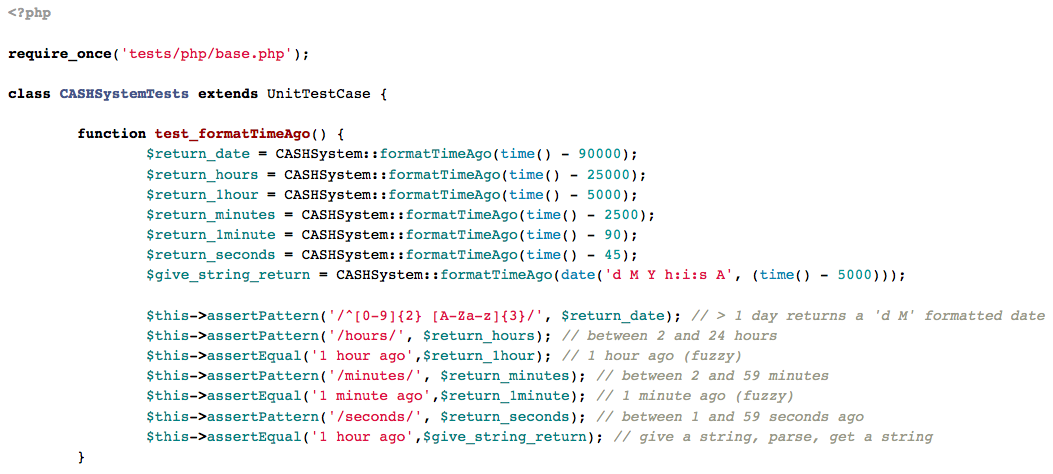 <?php
require_once('tests/php/base.php');
class CASHSystemTests extends UnitTestCase {
function test_formatTimeAgo() {
$return_date = CASHSystem::formatTimeAgo(time() - 90000);
$return_hours = CASHSystem::formatTimeAgo(time() - 25000);
$return_1hour = CASHSystem::formatTimeAgo(time() - 5000);
$return_minutes = CASHSystem::formatTimeAgo(time() - 2500);
$return_1minute = CASHSystem::formatTimeAgo(time() - 90);
$return_seconds = CASHSystem::formatTimeAgo(time() - 45);
$give_string_return = CASHSystem::formatTimeAgo(date('d M Y h:i:s A', (time() - 5000)));
$this->assertPattern('/^[0-9]{2} [A-Za-z]{3}/', $return_date); // > 1 day returns a 'd M' formatted date
$this->assertPattern('/hours/', $return_hours); // between 2 and 24 hours
$this->assertEqual('1 hour ago',$return_1hour); // 1 hour ago (fuzzy)
$this->assertPattern('/minutes/', $return_minutes); // between 2 and 59 minutes
$this->assertEqual('1 minute ago',$return_1minute); // 1 minute ago (fuzzy)
$this->assertPattern('/seconds/', $return_seconds); // between 1 and 59 seconds ago
$this->assertEqual('1 hour ago',$give_string_return); // give a string, parse, get a string
}